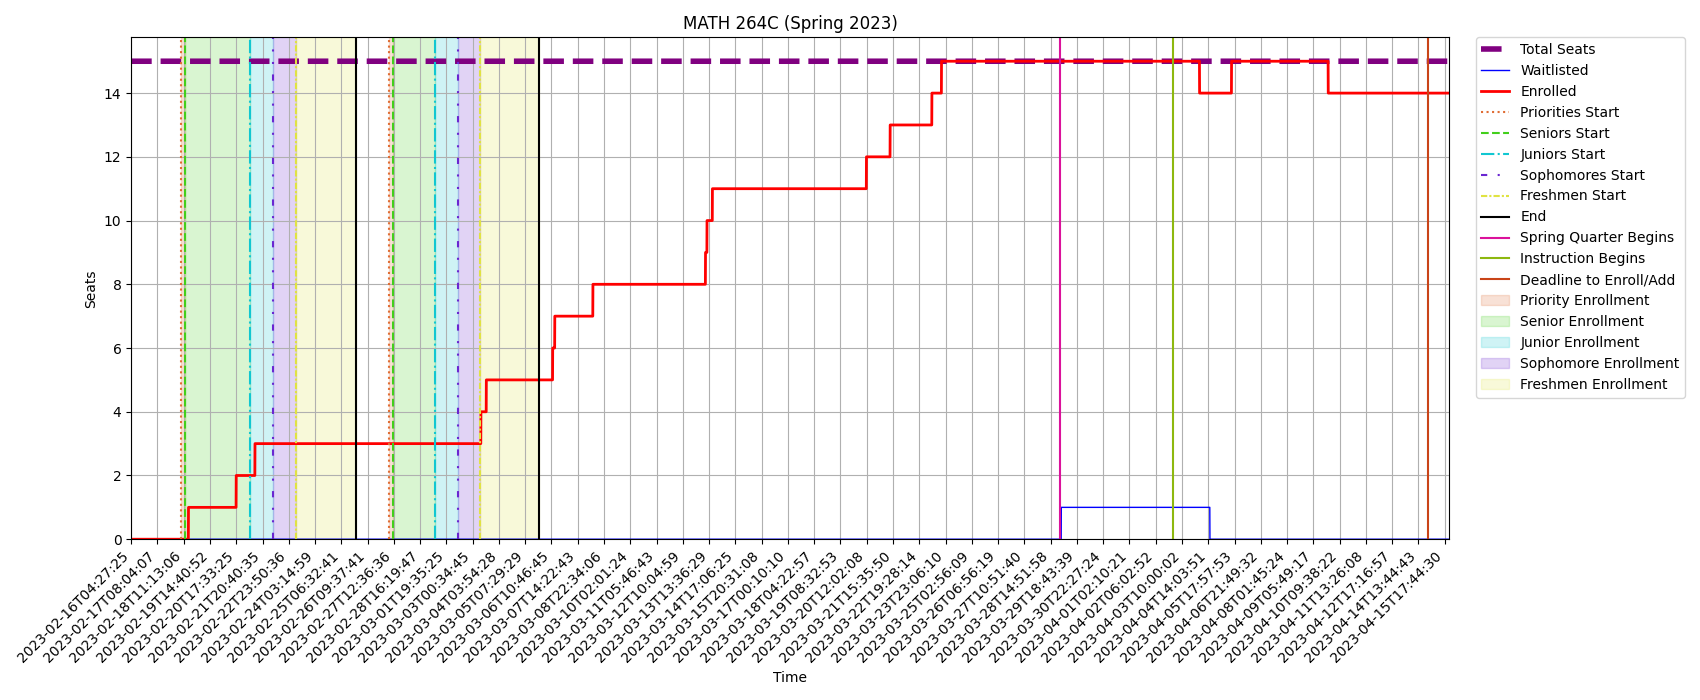 MATH 264C (Spring 2023)
Seats
14
12
10
8
6
4
2
0
2023-02-16T04:27:25
2023-02-17T08:04:07
2023-02-18T11:13:06
2023-02-19T14:40:52
2023-02-20T17:33:25
2023-02-21T20:40:35
2023-02-22T23:50:36
2023-02-24T03:14:59
2023-02-25T06:32:41
2023-02-26T09:37:41
2023-02-27T12:36:36
2023-02-28T16:19:47
2023-03-01T19:35:25
2023-03-03T00:34:45
2023-03-04T03:54:28
2023-03-05T07:29:29
2023-03-06T10:46:45
2023-03-07T14:22:43
2023-03-08T22:34:06
2023-03-10T02:01:24
2023-03-11T05:46:43
2023-03-12T10:04:59
2023-03-13T13:36:29
2023-03-14T17:06:25
2023-03-15T20:31:08
2023-03-17T00:10:10
2023-03-18T04:22:57
2023-03-19T08:32:53
2023-03-20T12:02:08
2023-03-21T15:35:50
2023-03-22T19:28:14
2023-03-23T23:06:10
2023-03-25T02:56:09
2023-03-26T06:56:19
2023-03-27T10:51:40
2023-03-28T14:51:58
2023-03-29T18:43:39
2023-03-30T22:27:24
2023-04-01T02:10:21
2023-04-02T06:02:52
2023-04-03T10:00:02
2023-04-04T14:03:51
2023-04-05T17:57:53
2023-04-06T21:49:32
2023-04-08T01:45:24
2023-04-09T05:49:17
2023-04-10T09:38:22
2023-04-11T13:26:08
2023-04-12T17:16:57
2023-04-14T13:44:43
2023-04-15T17:44:30
Time
Total Seats
Waitlisted
Enrolled
Priorities Start
Seniors Start
Juniors Start
Sophomores Start
Freshmen Start
End
Spring Quarter Begins
Instruction Begins
Deadline to Enroll/Add
Priority Enrollment
Senior Enrollment
Junior Enrollment
Sophomore Enrollment
Freshmen Enrollment